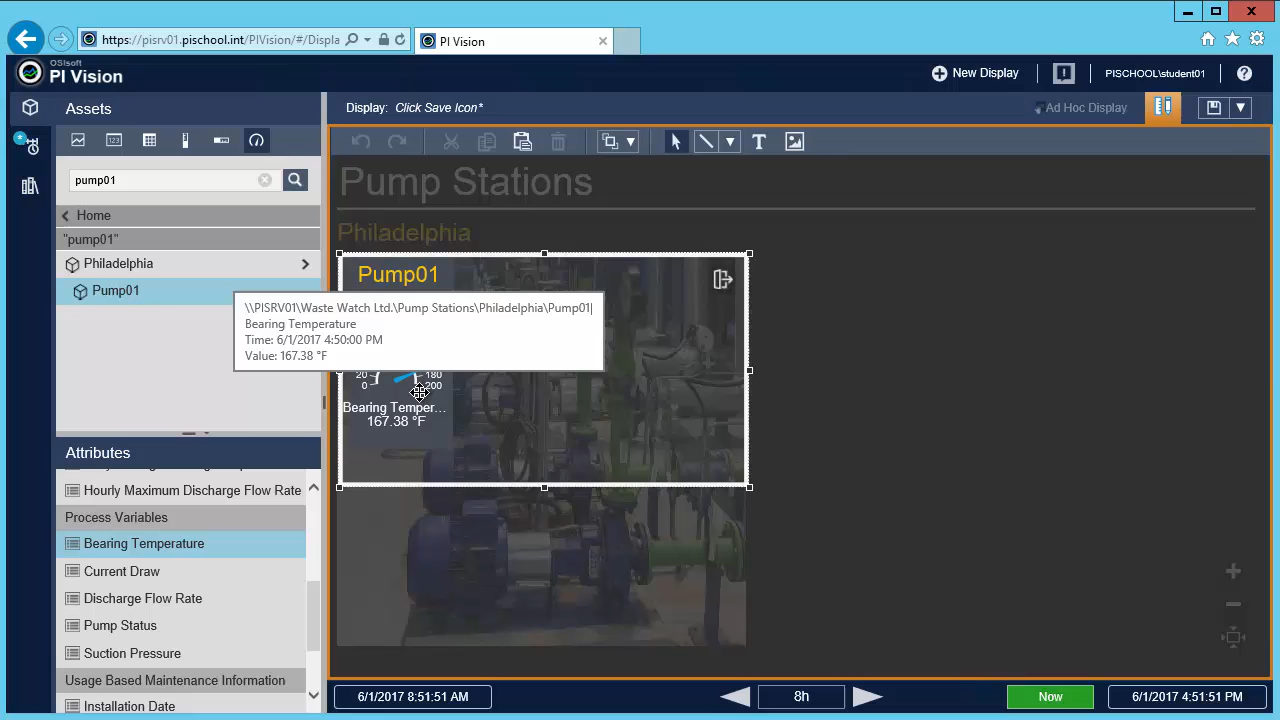 https://pisrv01.pischool.int/PIVision/#/Displa
PI Vision
OSIsoft
PI Vision
New Display
PISCHOOL\student01
Assets
Display: Click Save Icon*
Ad Hoc Display
pump01
Home
"pump01"
Philadelphia
Pump01
Pump Stations
Philadelphia
Pump01
\\PISRV01\Waste Watch Ltd.\Pump Stations\Philadelphia\Pump01|
Bearing Temperature
Time: 6/1/2017 4:50:00 PM
Value: 167.38 °F
20
180
0
200
Bearing Temper...
167.38 °F
Attributes
Hourly Maximum Discharge Flow Rate
Process Variables
Bearing Temperature
Current Draw
Discharge Flow Rate
Pump Status
Suction Pressure
Usage Based Maintenance Information
Installation Date
6/1/2017 8:51:51 AM
8h
Now
6/1/2017 4:51:51 PM